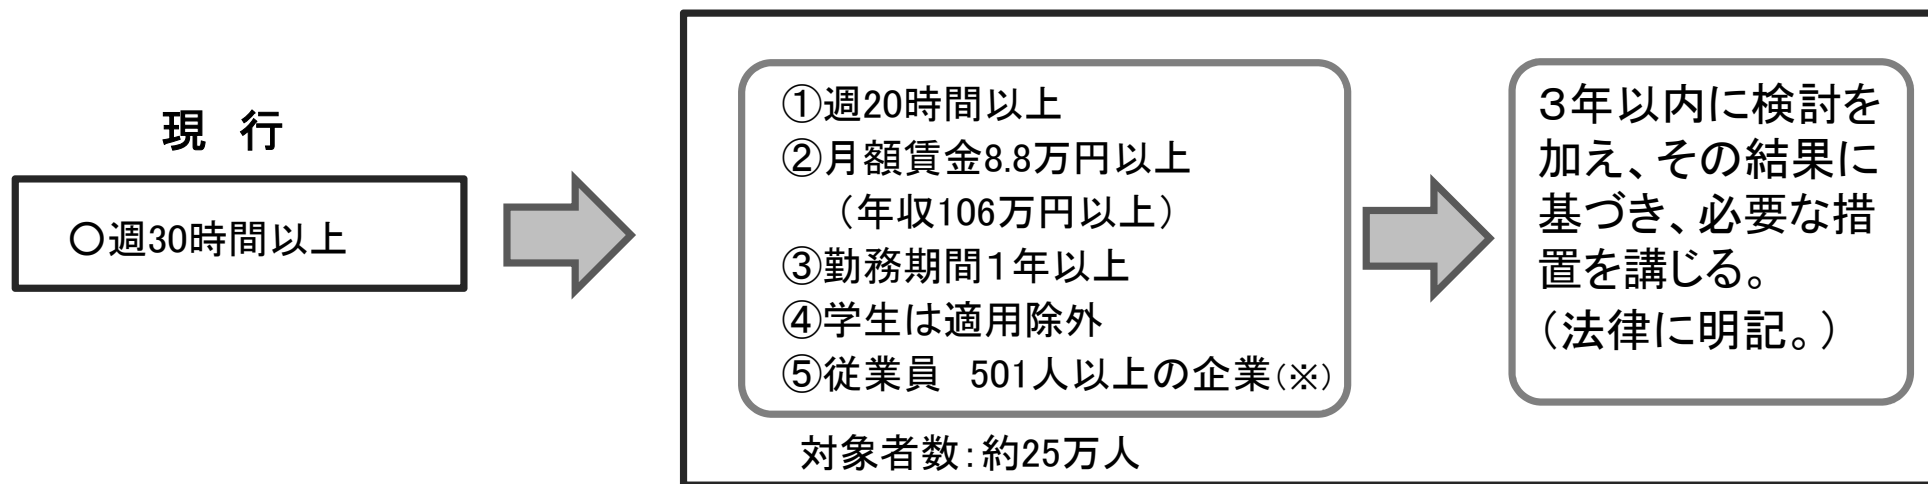 現 行
○週30時間以上
①週20時間以上
②月額賃金8.8万円以上
（年収106万円以上）
③勤務期間１年以上
④学生は適用除外
⑤従業員　501人以上の企業(※)
対象者数：約25万人
３年以内に検討を
加え、その結果に
基づき、必要な措
置を講じる。
（法律に明記。）